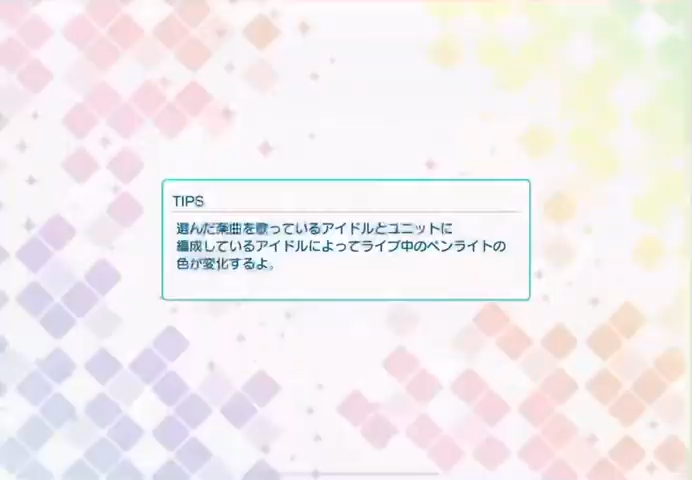 TIPS
選んだ楽曲を歌っているアイドルとユニットに
編成しているアイドルによってライブ中のペンライトの
色が変化するよ。